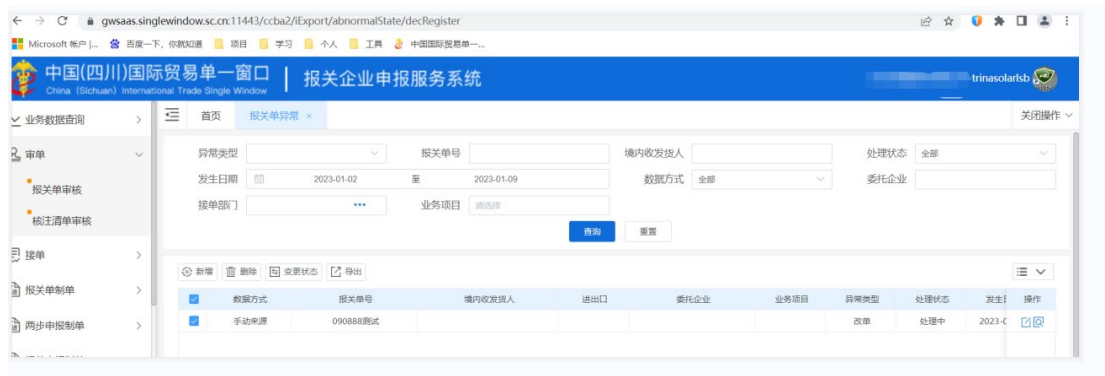 gwsaas.singlewindow.sc.cn:11443/ccba2/iExport/abnormalState/decRegister
Microsoft 帐户 |... 百度一下，你就知道 项目 学习 个人 工具 中国国际贸易单一...
中国(四川)国际贸易单一窗口 | 报关企业申报服务系统
China (Sichuan) International Trade Single Window
trinasolarlsb
业务数据查询
首页 报关单异常 × 关闭操作
审单
报关单审核
核注清单审核
接单
报关单制单
两步申报制单
异常类型 报关单号 境内收发货人 处理状态 全部
发生日期 2023-01-02 至 2023-01-09 数据方式 全部 委托企业
接单部门 ••• 业务项目 请选择
查询 重置
新增 删除 变更状态 导出
数据方式 报关单号 境内收发货人 进出口 委托企业 业务项目 异常类型 处理状态 操作
手动来源 090888测试 改单 处理中